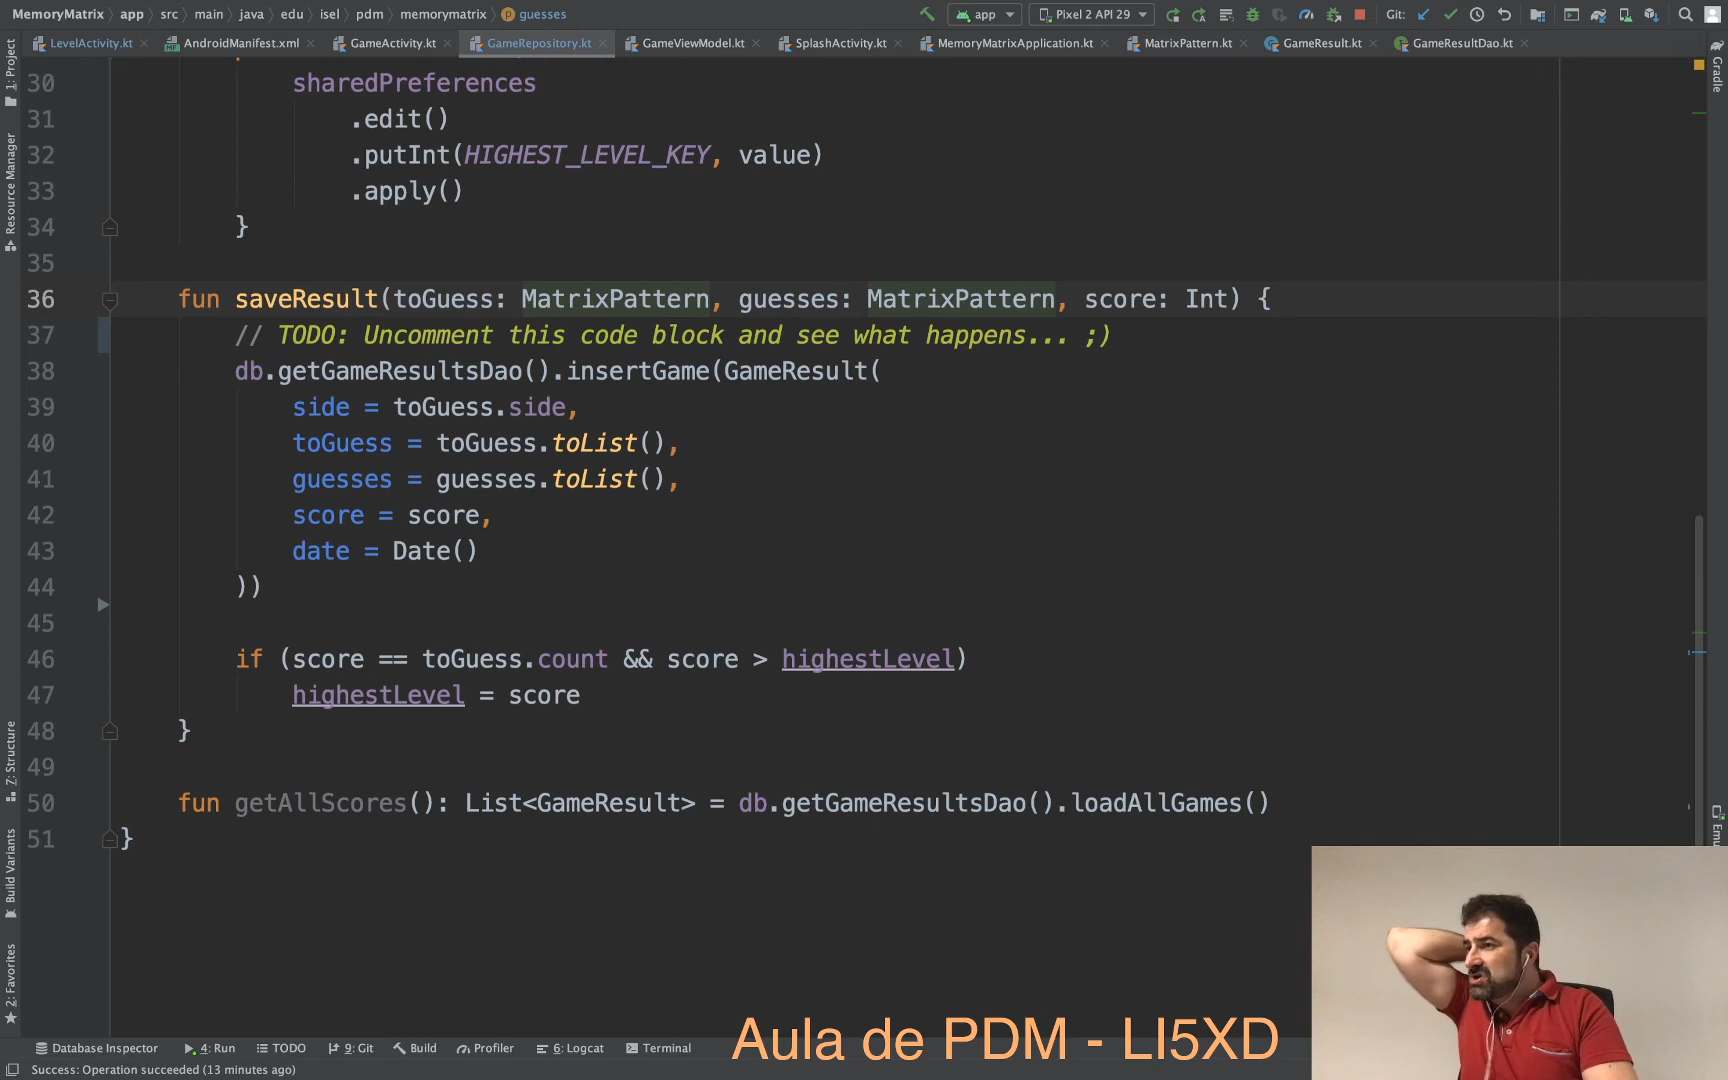 MemoryMatrix app src main java edu isel pdm memorymatrix guesses
app Pixel 2 API 29 Git:
LevelActivity.kt AndroidManifest.xml GameActivity.kt GameRepository.kt GameViewModel.kt SplashActivity.kt MemoryMatrixApplication.kt MatrixPattern.kt GameResult.kt GameResultDao.kt
1: Project
Resource Manager
Z: Structure
Build Variants
2: Favorites
Gradle
30 sharedPreferences
31 .edit()
32 .putInt(HIGHEST_LEVEL_KEY, value)
33 .apply()
34 }
35
36 fun saveResult(toGuess: MatrixPattern, guesses: MatrixPattern, score: Int) {
37 // TODO: Uncomment this code block and see what happens... ;)
38 db.getGameResultsDao().insertGame(GameResult(
39 side = toGuess.side,
40 toGuess = toGuess.toList(),
41 guesses = guesses.toList(),
42 score = score,
43 date = Date()
44 ))
45
46 if (score == toGuess.count && score > highestLevel)
47 highestLevel = score
48 }
49
50 fun getAllScores(): List<GameResult> = db.getGameResultsDao().loadAllGames()
51 }
Aula de PDM - LI5XD
Database Inspector 4: Run TODO 9: Git Build Profiler 6: Logcat Terminal
Success: Operation succeeded (13 minutes ago)